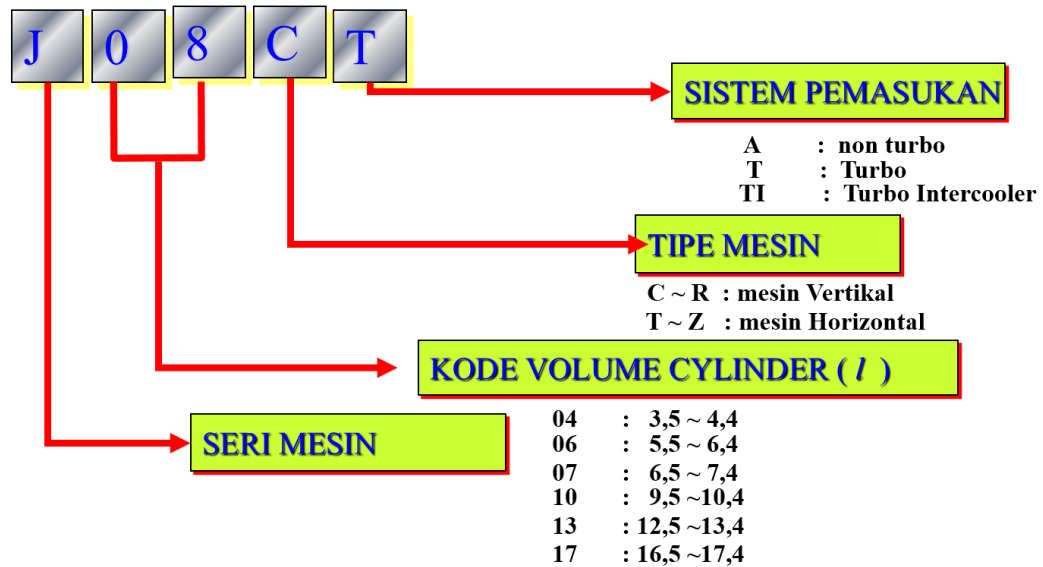 J 0 8 C T
SISTEM PEMASUKAN
A : non turbo
T : Turbo
TI : Turbo Intercooler
TIPE MESIN
C ~ R : mesin Vertikal
T ~ Z : mesin Horizontal
KODE VOLUME CYLINDER ( l )
SERI MESIN
04 : 3,5 ~ 4,4
06 : 5,5 ~ 6,4
07 : 6,5 ~ 7,4
10 : 9,5 ~10,4
13 : 12,5 ~13,4
17 : 16,5 ~17,4